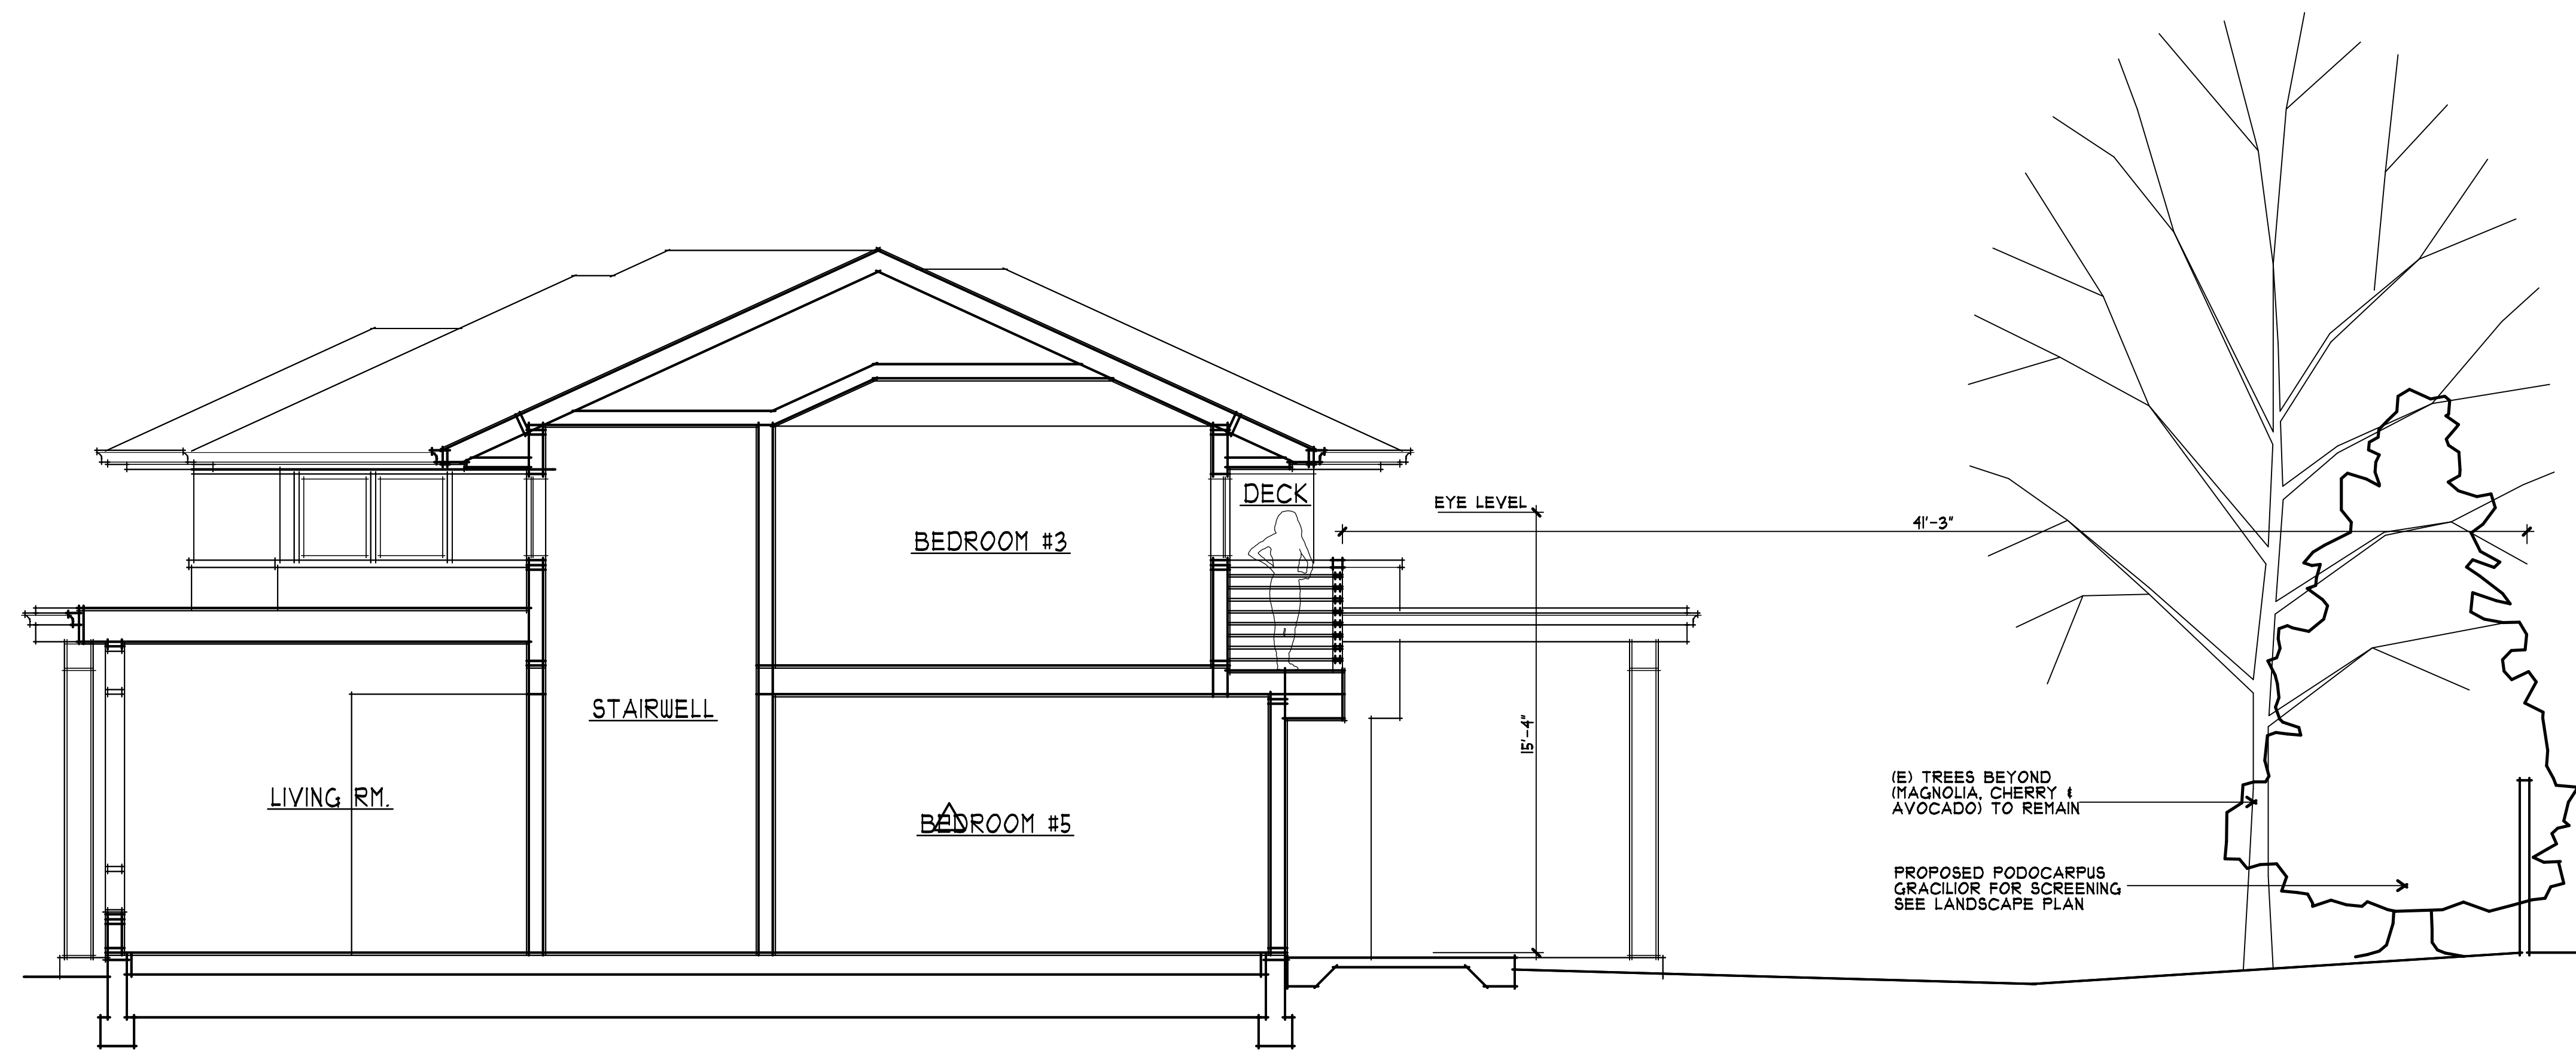 DECK
EYE LEVEL
41'-3"
BEDROOM #3
STAIRWELL
15'-4"
LIVING RM.
BEDROOM #5
(E) TREES BEYOND
(MAGNOLIA, CHERRY &
AVOCADO) TO REMAIN
PROPOSED PODOCARPUS
GRACILIOR FOR SCREENING
SEE LANDSCAPE PLAN